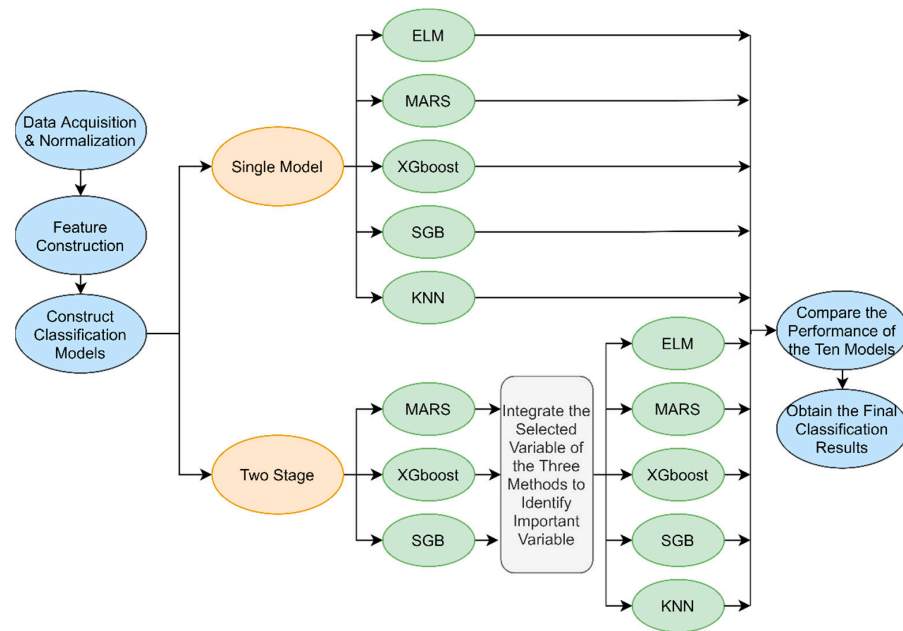 Data Acquisition
& Normalization
Feature
Construction
Construct
Classification
Models
Single Model
ELM
MARS
XGboost
SGB
KNN
Two Stage
MARS
XGboost
SGB
Integrate the
Selected
Variable of
the Three
Methods to
Identify
Important
Variable
ELM
MARS
XGboost
SGB
KNN
Compare the
Performance of
the Ten Models
Obtain the Final
Classification
Results